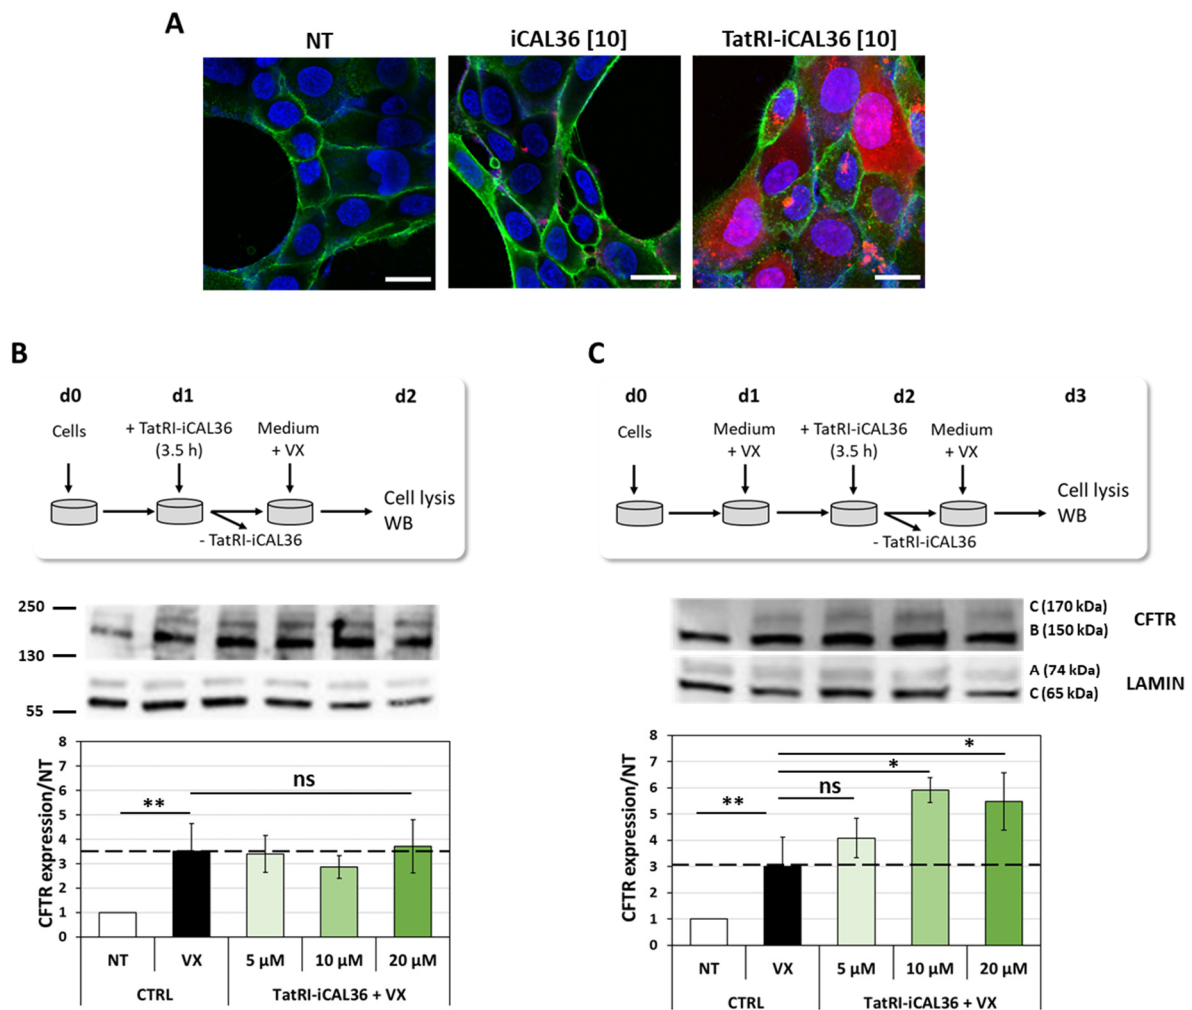 A
NT
iCAL36 [10]
TatRI-iCAL36 [10]
B
d0
d1
d2
Cells
+ TatRI-iCAL36
(3.5 h)
Medium
+ VX
Cell lysis
WB
- TatRI-iCAL36
250
130
55
8
7
6
5
4
3
2
1
0
CFTR expression/NT
**
ns
NT
VX
5 µM
10 µM
20 µM
CTRL
TatRI-iCAL36 + VX
C
d0
d1
d2
d3
Cells
Medium
+ VX
+ TatRI-iCAL36
(3.5 h)
Medium
+ VX
Cell lysis
WB
- TatRI-iCAL36
C (170 kDa)
B (150 kDa)
CFTR
A (74 kDa)
C (65 kDa)
LAMIN
8
7
6
5
4
3
2
1
0
CFTR expression/NT
**
ns
*
*
NT
VX
5 µM
10 µM
20 µM
CTRL
TatRI-iCAL36 + VX